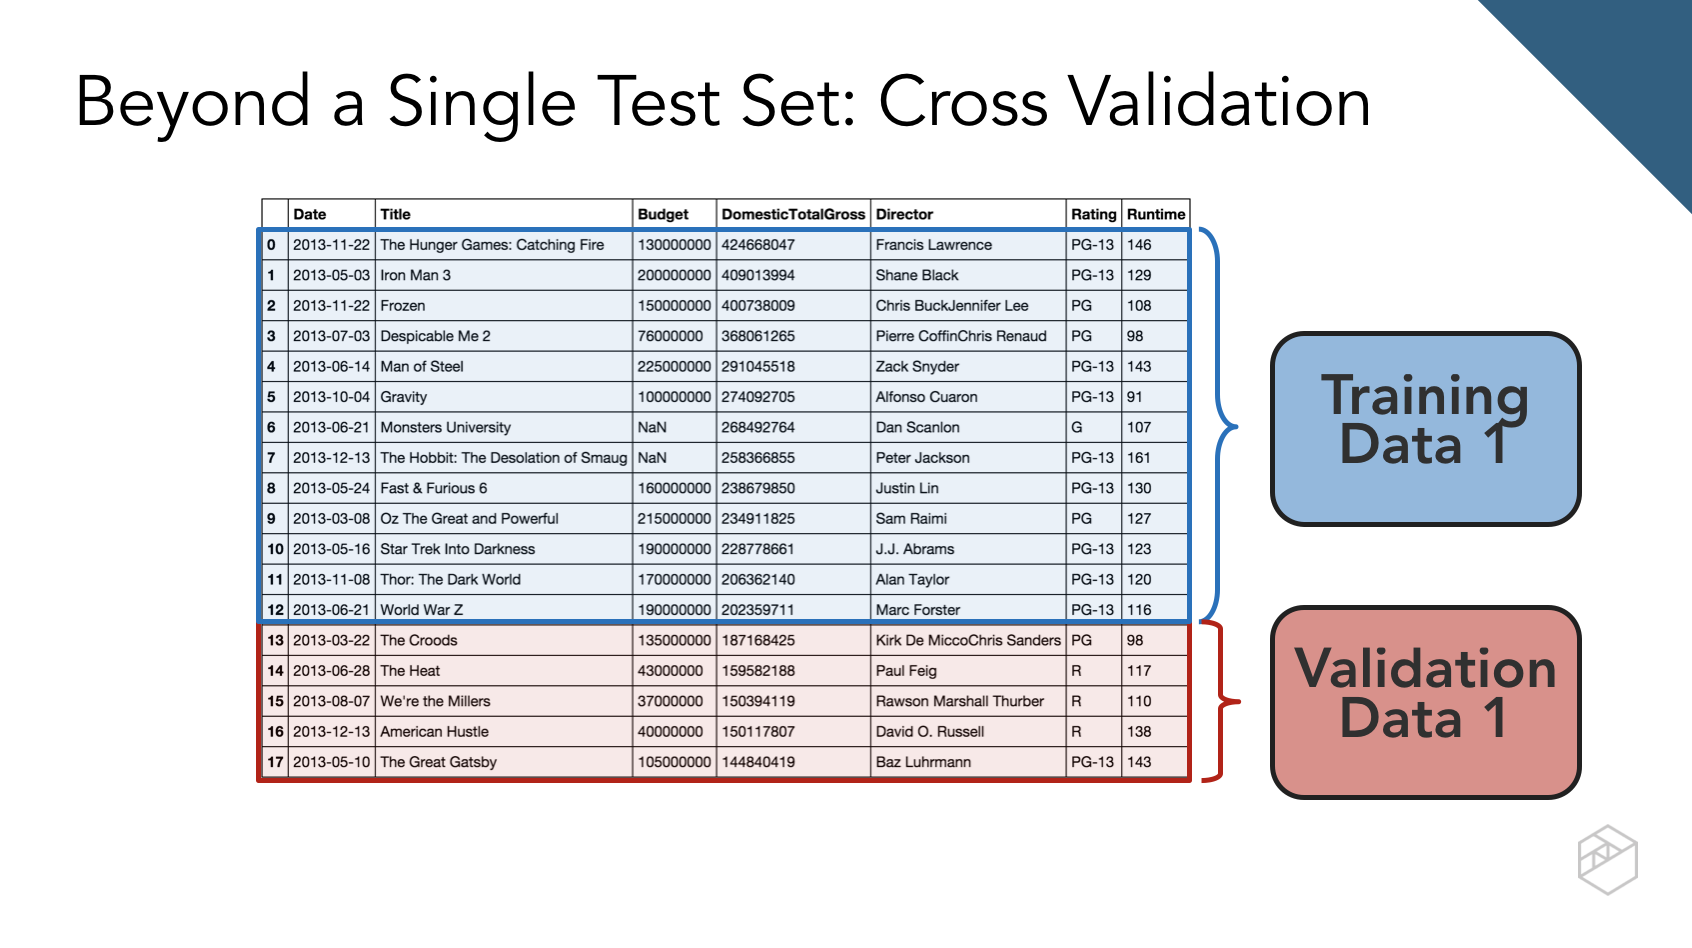 Beyond a Single Test Set: Cross Validation
Date Title Budget DomesticTotalGross Director Rating Runtime
0 2013-11-22 The Hunger Games: Catching Fire 130000000 424668047 Francis Lawrence PG-13 146
1 2013-05-03 Iron Man 3 200000000 409013994 Shane Black PG-13 129
2 2013-11-22 Frozen 150000000 400738009 Chris BuckJennifer Lee PG 108
3 2013-07-03 Despicable Me 2 76000000 368061265 Pierre CoffinChris Renaud PG 98
4 2013-06-14 Man of Steel 225000000 291045518 Zack Snyder PG-13 143
5 2013-10-04 Gravity 100000000 274092705 Alfonso Cuaron PG-13 91
6 2013-06-21 Monsters University NaN 268492764 Dan Scanlon G 107
7 2013-12-13 The Hobbit: The Desolation of Smaug NaN 258366855 Peter Jackson PG-13 161
8 2013-05-24 Fast & Furious 6 160000000 238679850 Justin Lin PG-13 130
9 2013-03-08 Oz The Great and Powerful 215000000 234911825 Sam Raimi PG 127
10 2013-05-16 Star Trek Into Darkness 190000000 228778661 J.J. Abrams PG-13 123
11 2013-11-08 Thor: The Dark World 170000000 206362140 Alan Taylor PG-13 120
12 2013-06-21 World War Z 190000000 202359711 Marc Forster PG-13 116
13 2013-03-22 The Croods 135000000 187168425 Kirk De MiccoChris Sanders PG 98
14 2013-06-28 The Heat 43000000 159582188 Paul Feig R 117
15 2013-08-07 We're the Millers 37000000 150394119 Rawson Marshall Thurber R 110
16 2013-12-13 American Hustle 40000000 150117807 David O. Russell R 138
17 2013-05-10 The Great Gatsby 105000000 144840419 Baz Luhrmann PG-13 143
Training
Data 1
Validation
Data 1